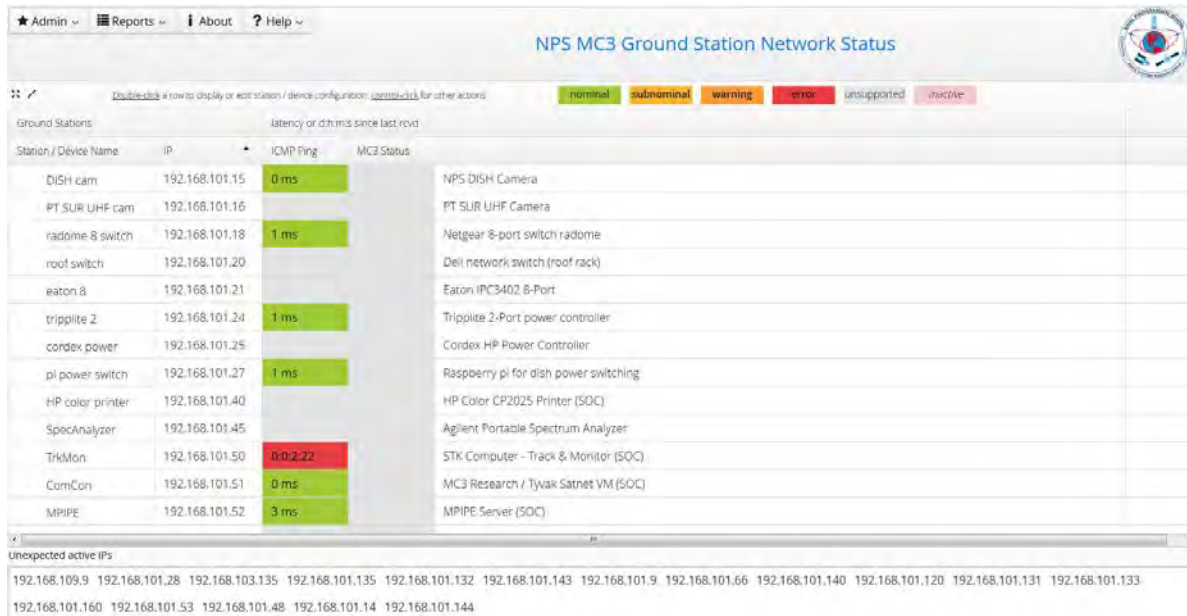 Admin Reports About Help
NPS MC3 Ground Station Network Status
Double-click a row to display or edit station / device configuration, control-click for other actions
nominal subnominal warning error unsupported inactive
Ground Stations latency or d:h:m:s since last rcvd
Station / Device Name IP ICMP Ping MC3 Status
DISH cam 192.168.101.15 0 ms NPS DISH Camera
PT SUR UHF cam 192.168.101.16 PT SUR UHF Camera
radome 8 switch 192.168.101.18 1 ms Netgear 8-port switch radome
roof switch 192.168.101.20 Dell network switch (roof rack)
eaton 8 192.168.101.21 Eaton IPC3402 8-Port
tripplite 2 192.168.101.24 1 ms Tripplite 2-Port power controller
cordex power 192.168.101.25 Cordex HP Power Controller
pi power switch 192.168.101.27 1 ms Raspberry pi for dish power switching
HP color printer 192.168.101.40 HP Color CP2025 Printer (SOC)
SpecAnalyzer 192.168.101.45 Agilent Portable Spectrum Analyzer
TrkMon 192.168.101.50 0:0:2:22 STK Computer - Track & Monitor (SOC)
ComCon 192.168.101.51 0 ms MC3 Research / Tyvak Satnet VM (SOC)
MPIPE 192.168.101.52 3 ms MPIPE Server (SOC)
Unexpected active IPs
192.168.109.9 192.168.101.28 192.168.103.135 192.168.101.135 192.168.101.132 192.168.101.143 192.168.101.9 192.168.101.66 192.168.101.140 192.168.101.120 192.168.101.131 192.168.101.133
192.168.101.160 192.168.101.53 192.168.101.48 192.168.101.14 192.168.101.144